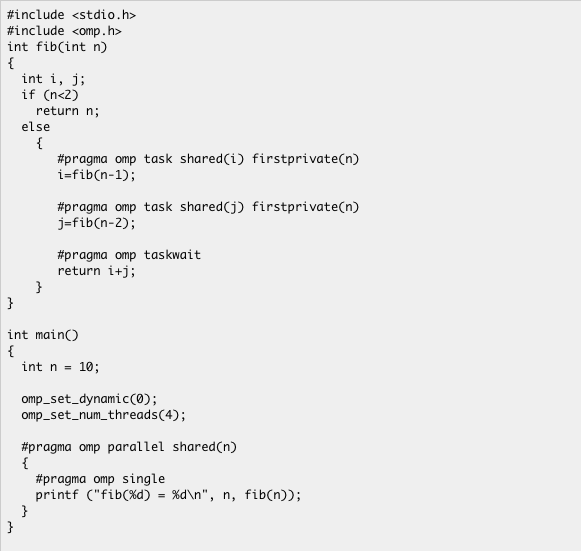 #include <stdio.h>
#include <omp.h>
int fib(int n)
{
  int i, j;
  if (n<2)
    return n;
  else
    {
       #pragma omp task shared(i) firstprivate(n)
       i=fib(n-1);

       #pragma omp task shared(j) firstprivate(n)
       j=fib(n-2);

       #pragma omp taskwait
       return i+j;
    }
}

int main()
{
  int n = 10;

  omp_set_dynamic(0);
  omp_set_num_threads(4);

  #pragma omp parallel shared(n)
  {
    #pragma omp single
    printf ("fib(%d) = %d\n", n, fib(n));
  }
}